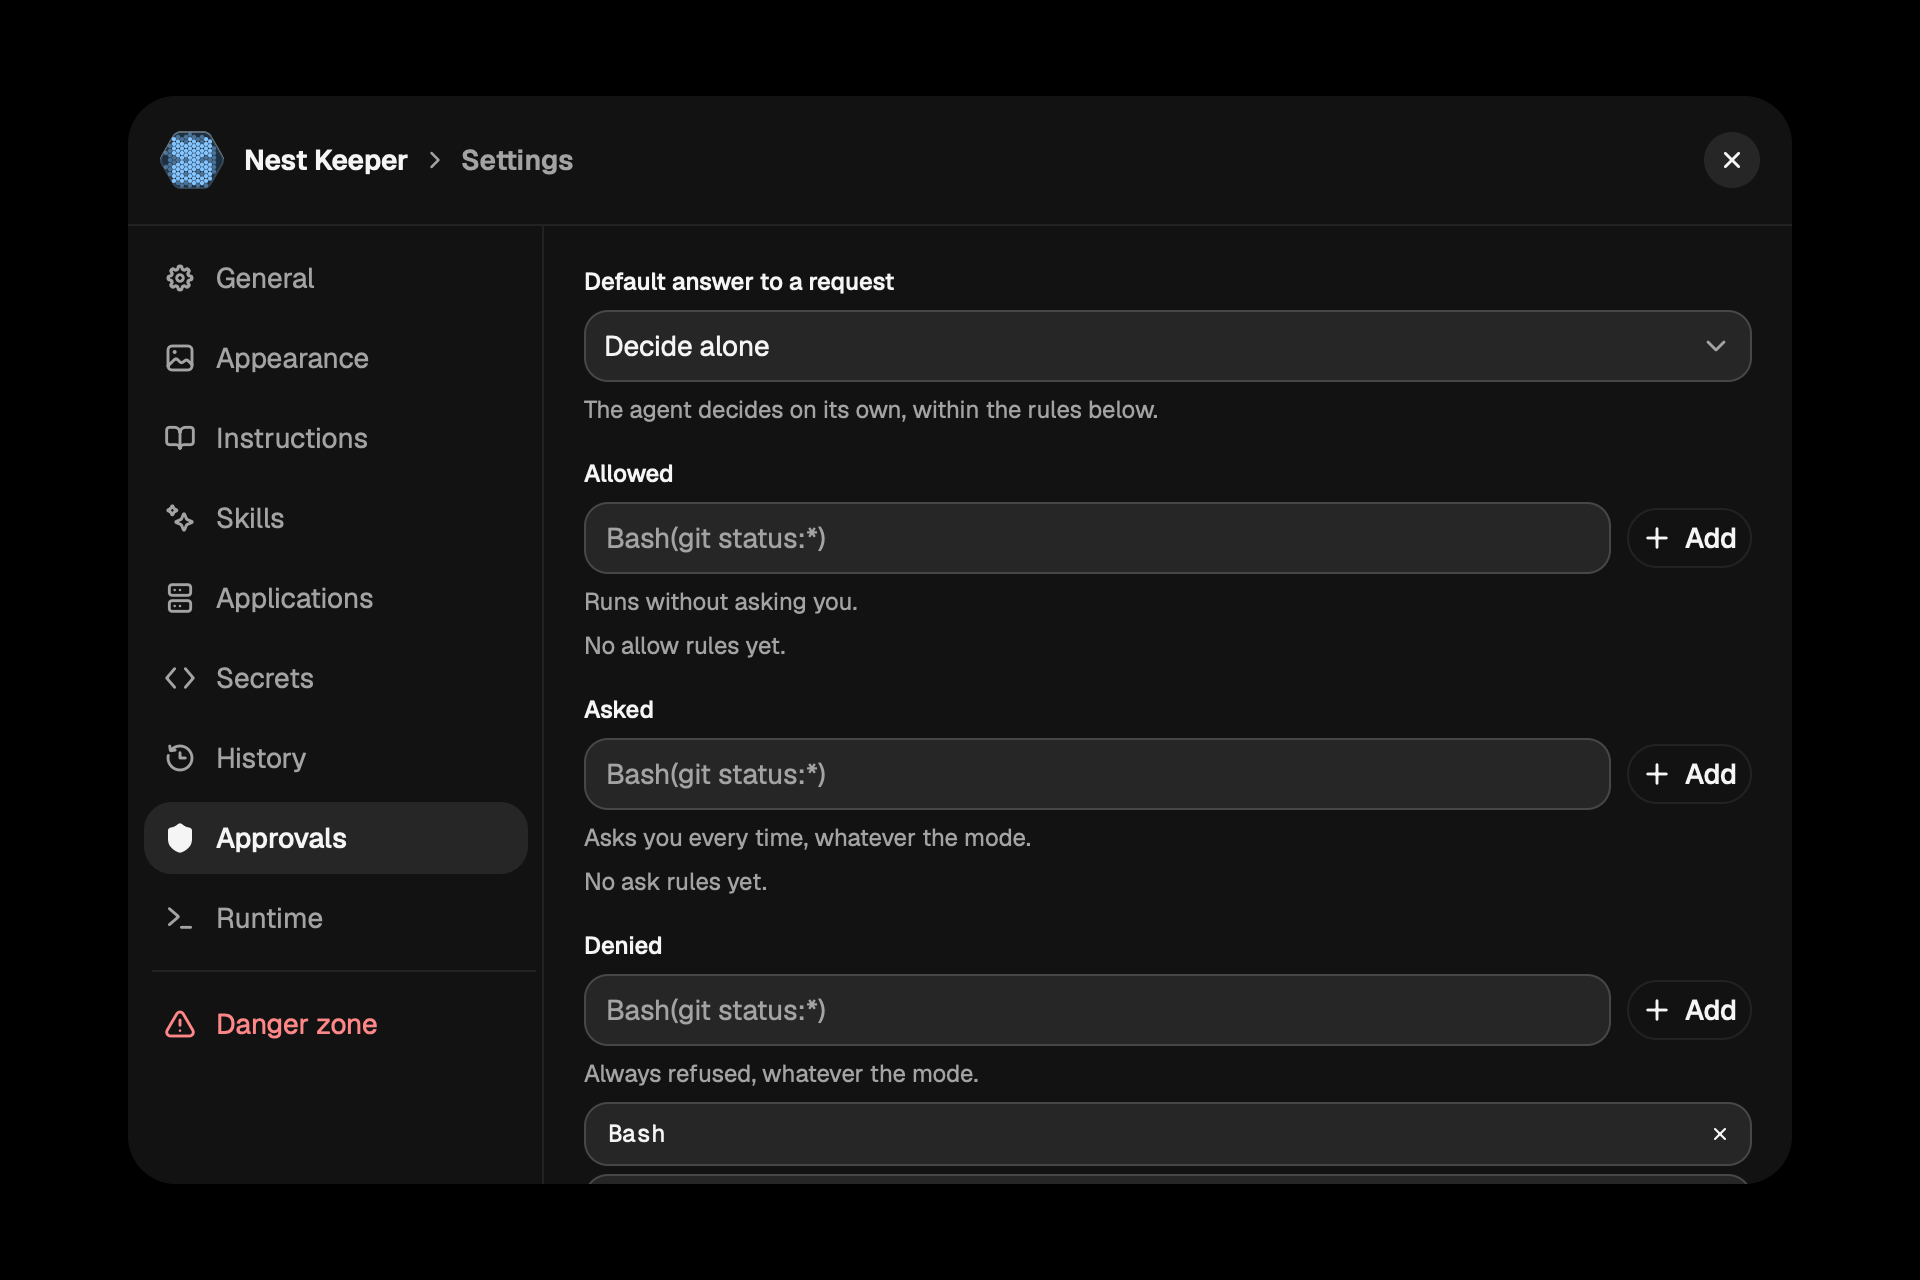 Nest Keeper > Settings
General
Appearance
Instructions
Skills
Applications
Secrets
History
Approvals
Runtime
Danger zone
Default answer to a request
Decide alone
The agent decides on its own, within the rules below.
Allowed
Bash(git status:*)
+ Add
Runs without asking you.
No allow rules yet.
Asked
Bash(git status:*)
+ Add
Asks you every time, whatever the mode.
No ask rules yet.
Denied
Bash(git status:*)
+ Add
Always refused, whatever the mode.
Bash